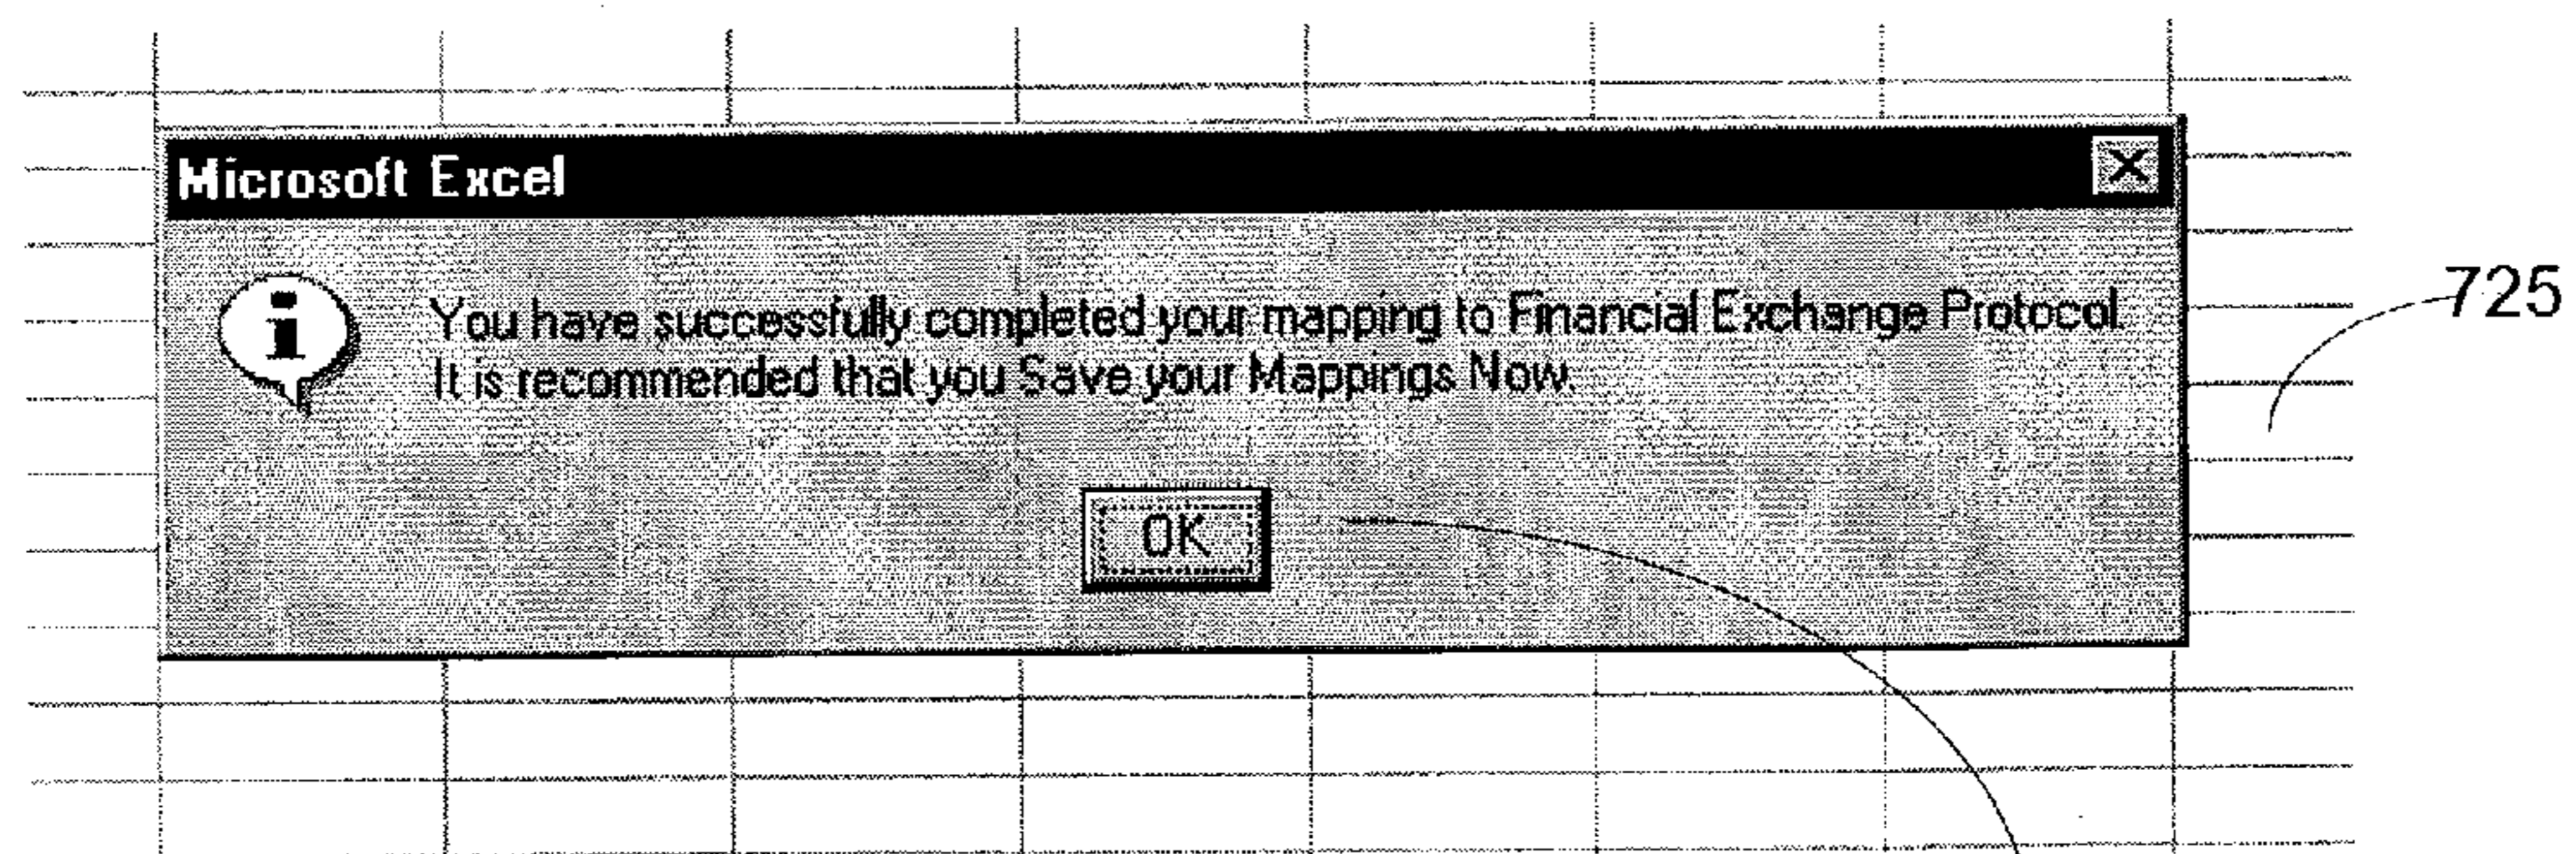 Microsoft Excel
You have successfully completed your mapping to Financial Exchange Protocol.
It is recommended that you Save your Mappings Now.
OK
725